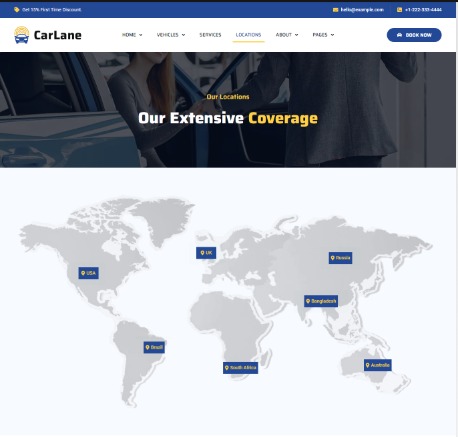 Get 15% First Time Discount
hello@example.com
+1-222-333-4444
CarLane
HOME
VEHICLES
SERVICES
LOCATIONS
ABOUT
PAGES
BOOK NOW
Our Locations
Our Extensive Coverage
UK
Russia
USA
Bangladesh
Brazil
South Africa
Australia